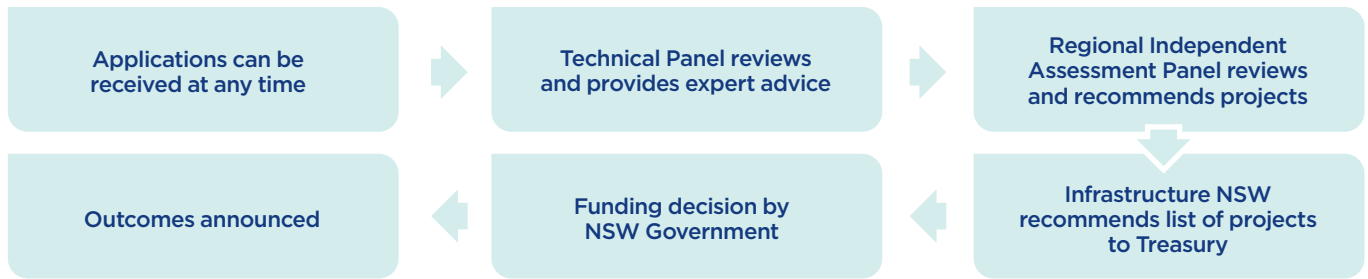 Applications can be
received at any time
Technical Panel reviews
and provides expert advice
Regional Independent
Assessment Panel reviews
and recommends projects
Infrastructure NSW
recommends list of projects
to Treasury
Funding decision by
NSW Government
Outcomes announced